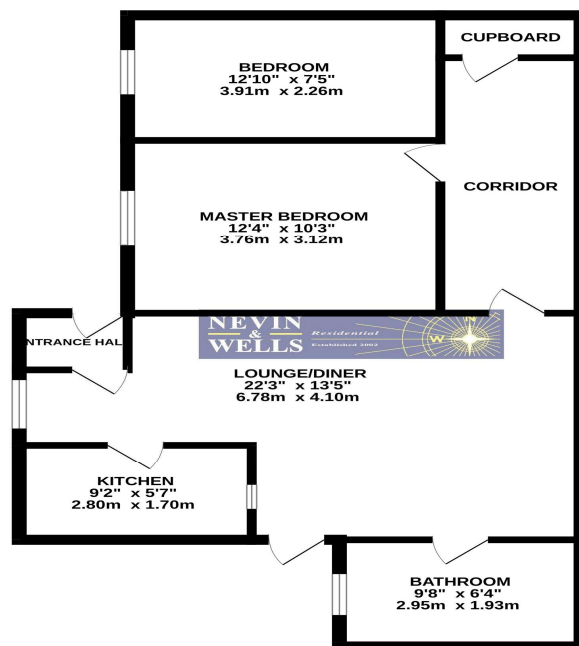 CUPBOARD
BEDROOM
12'10" x 7'5"
3.91m x 2.26m
CORRIDOR
MASTER BEDROOM
12'4" x 10'3"
3.76m x 3.12m
NTRANCE HAL
NEVIN
&
WELLS
Residential
Established 2002
N
W
LOUNGE/DINER
22'3" x 13'5"
6.78m x 4.10m
KITCHEN
9'2" x 5'7"
2.80m x 1.70m
BATHROOM
9'8" x 6'4"
2.95m x 1.93m